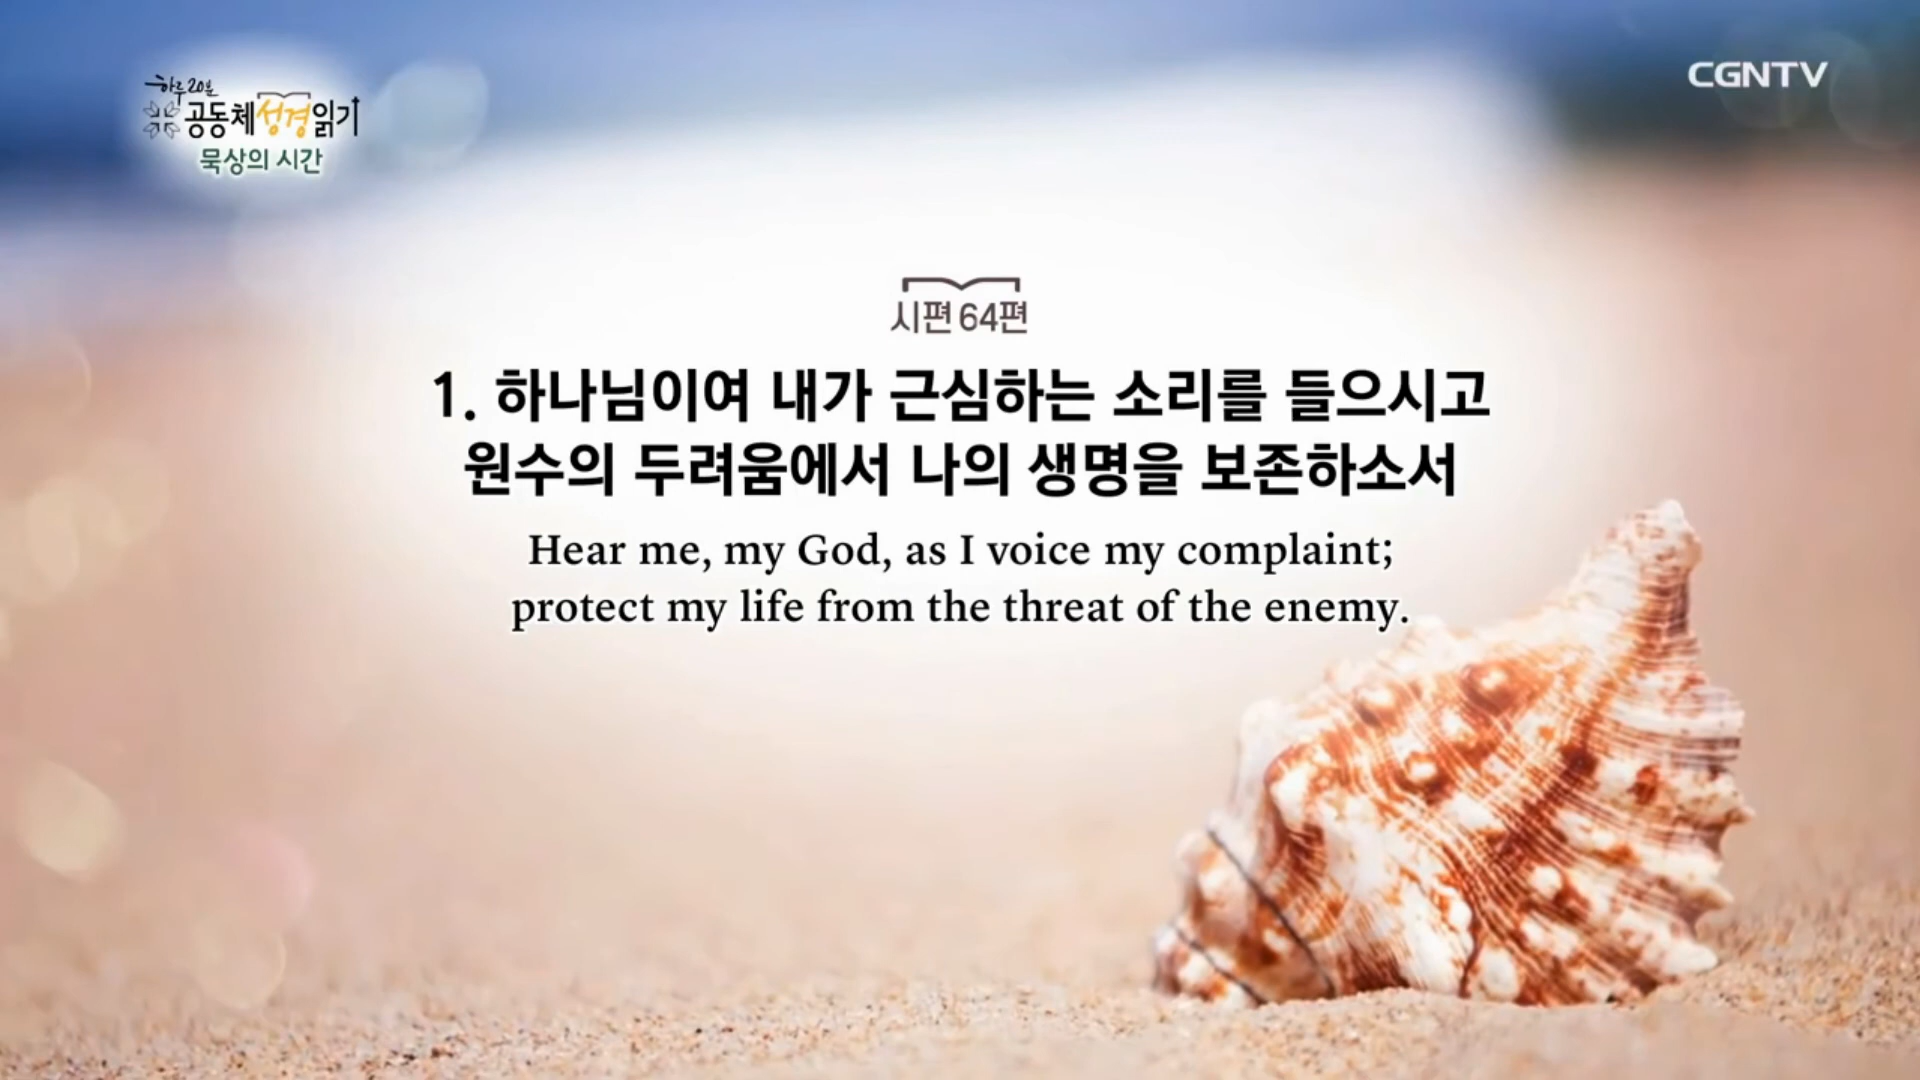 하루 20분
공동체성경읽기
묵상의 시간
CGNTV
시편 64편
1. 하나님이여 내가 근심하는 소리를 들으시고
원수의 두려움에서 나의 생명을 보존하소서
Hear me, my God, as I voice my complaint;
protect my life from the threat of the enemy.